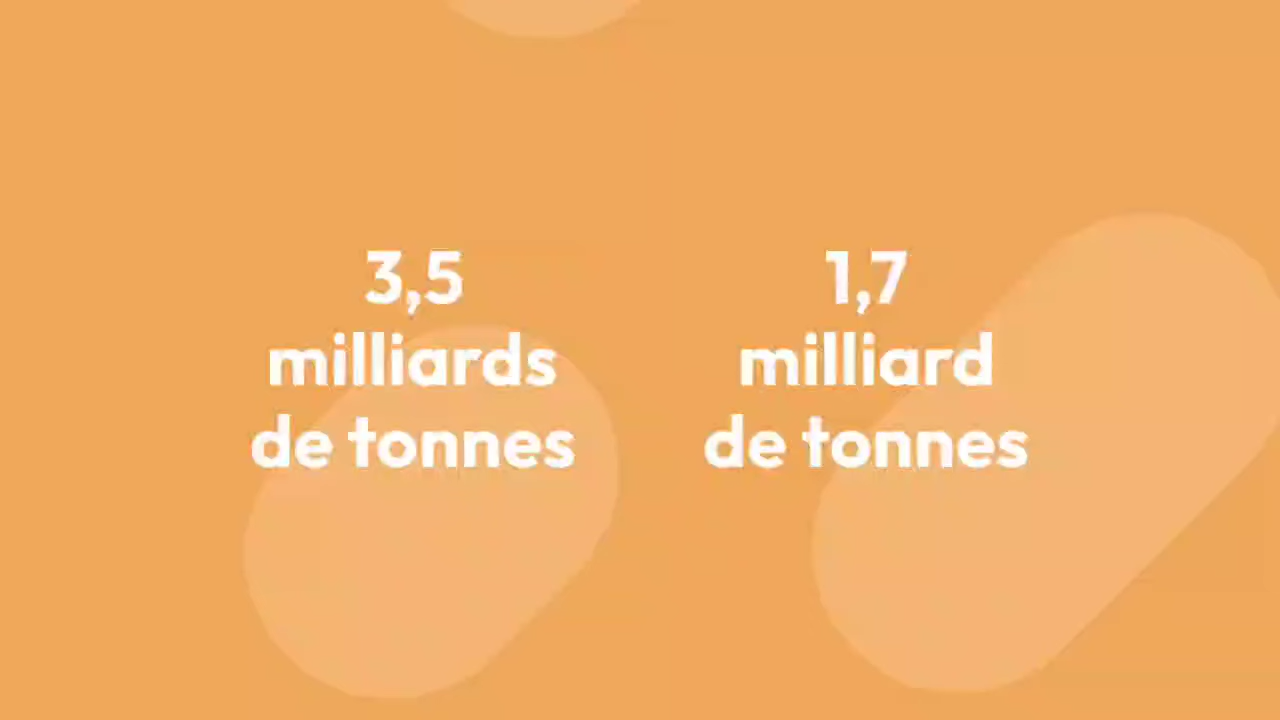 3,5
milliards
de tonnes
1,7
milliard
de tonnes